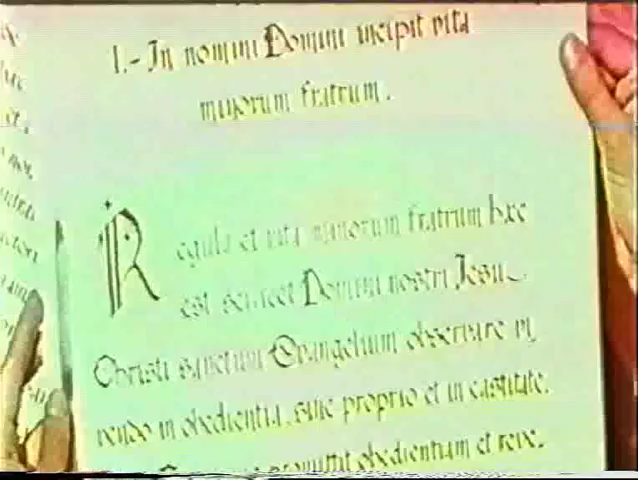 1.- In nomini Domini incipit vita
minorum fratrum.
Regula et vita minorum fratrum hæc
est scilicet Domini nostri Jesu
Christi sanctum Evangelium observare vi
vendo in obedientia, sine proprio et in castitate.
promittit obedientiam et reve.